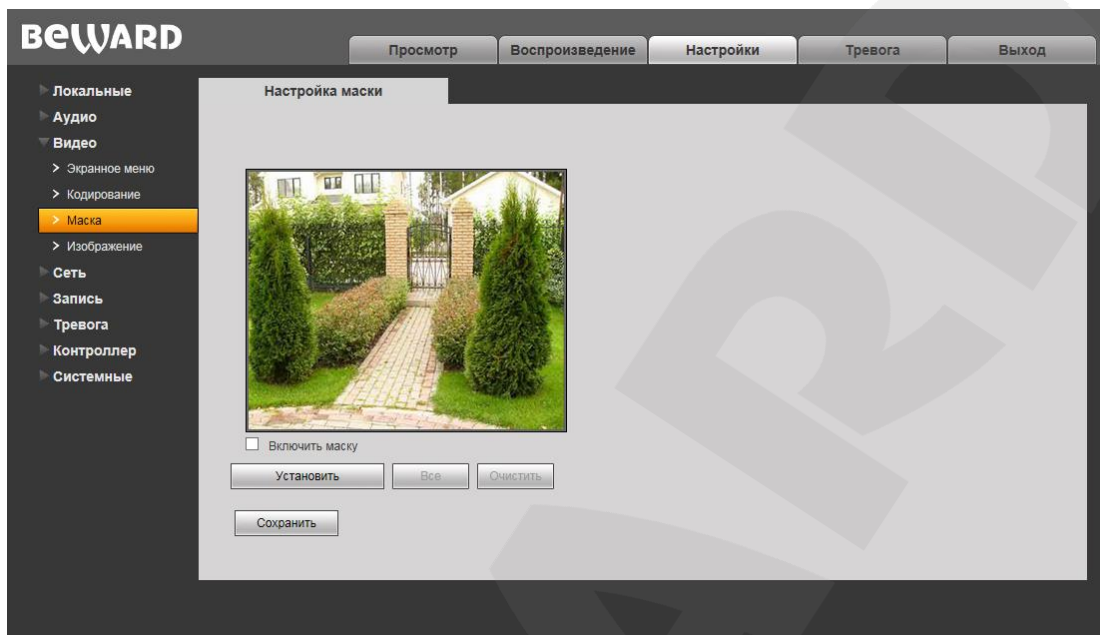 BEWARD
Просмотр
Воспроизведение
Настройки
Тревога
Выход
Локальные
Аудио
Видео
> Экранное меню
> Кодирование
> Маска
> Изображение
Сеть
Запись
Тревога
Контроллер
Системные
Настройка маски
Включить маску
Установить
Все
Очистить
Сохранить